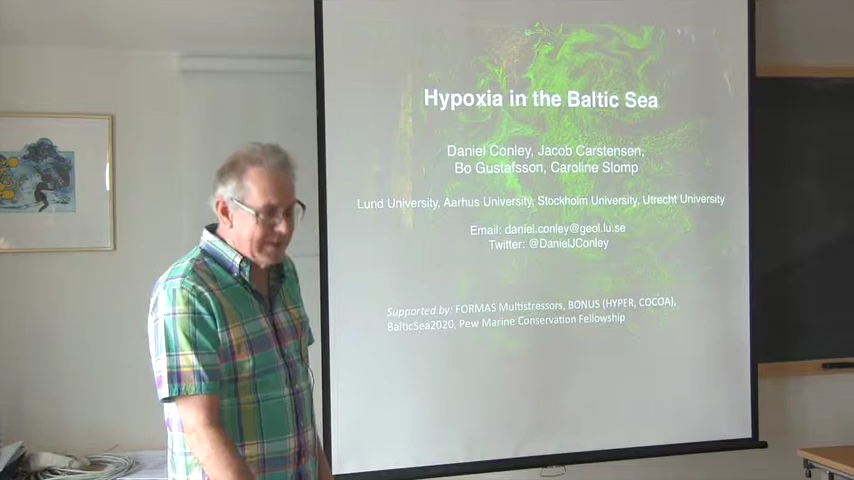 Hypoxia in the Baltic Sea
Daniel Conley, Jacob Carstensen,
Bo Gustafsson, Caroline Slomp
Lund University, Aarhus University, Stockholm University, Utrecht University
Email: daniel.conley@geol.lu.se
Twitter: @DanielJConley
Supported by: FORMAS Multistressors, BONUS (HYPER, COCOA),
BalticSea2020, Pew Marine Conservation Fellowship